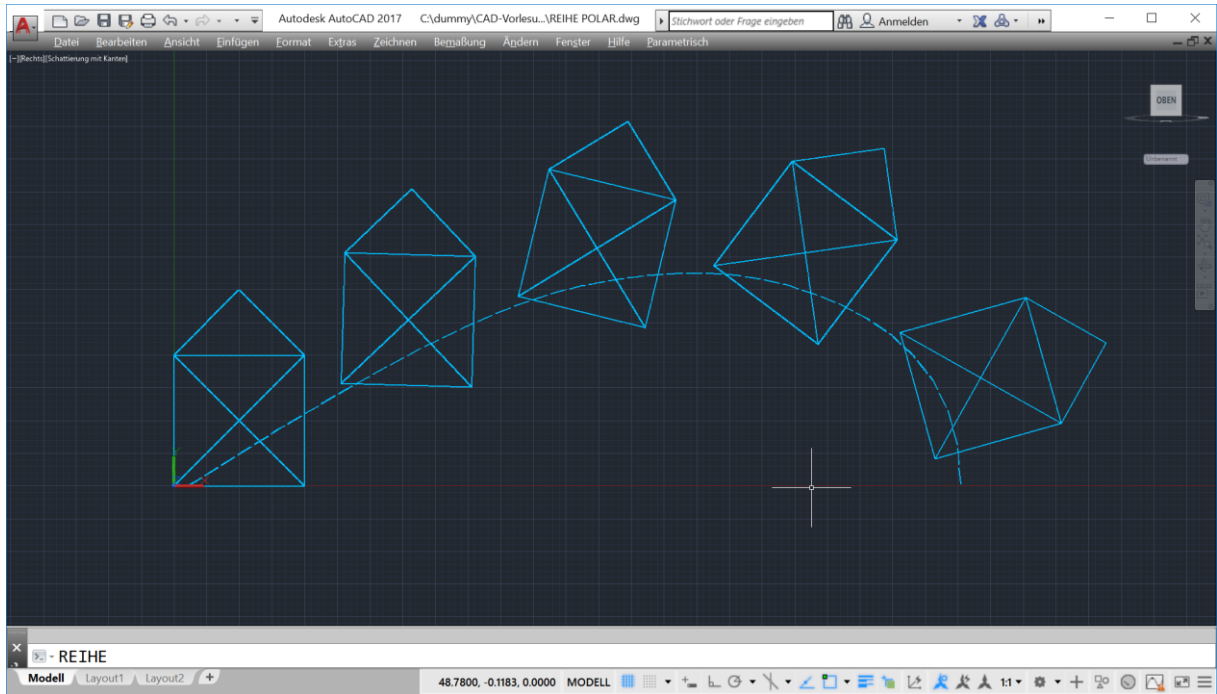 A. Autodesk AutoCAD 2017 C:\dummy\CAD-Vorlesu...\REIHE POLAR.dwg Stichwort oder Frage eingeben Anmelden
Datei Bearbeiten Ansicht Einfügen Format Extras Zeichnen Bemaßung Ändern Fenster Hilfe Parametrisch
[−][Rechts][Schattierung mit Kanten]
OBEN
Unbenannt
REIHE
Modell Layout1 Layout2 +
48.7800, -0.1183, 0.0000 MODELL 1:1